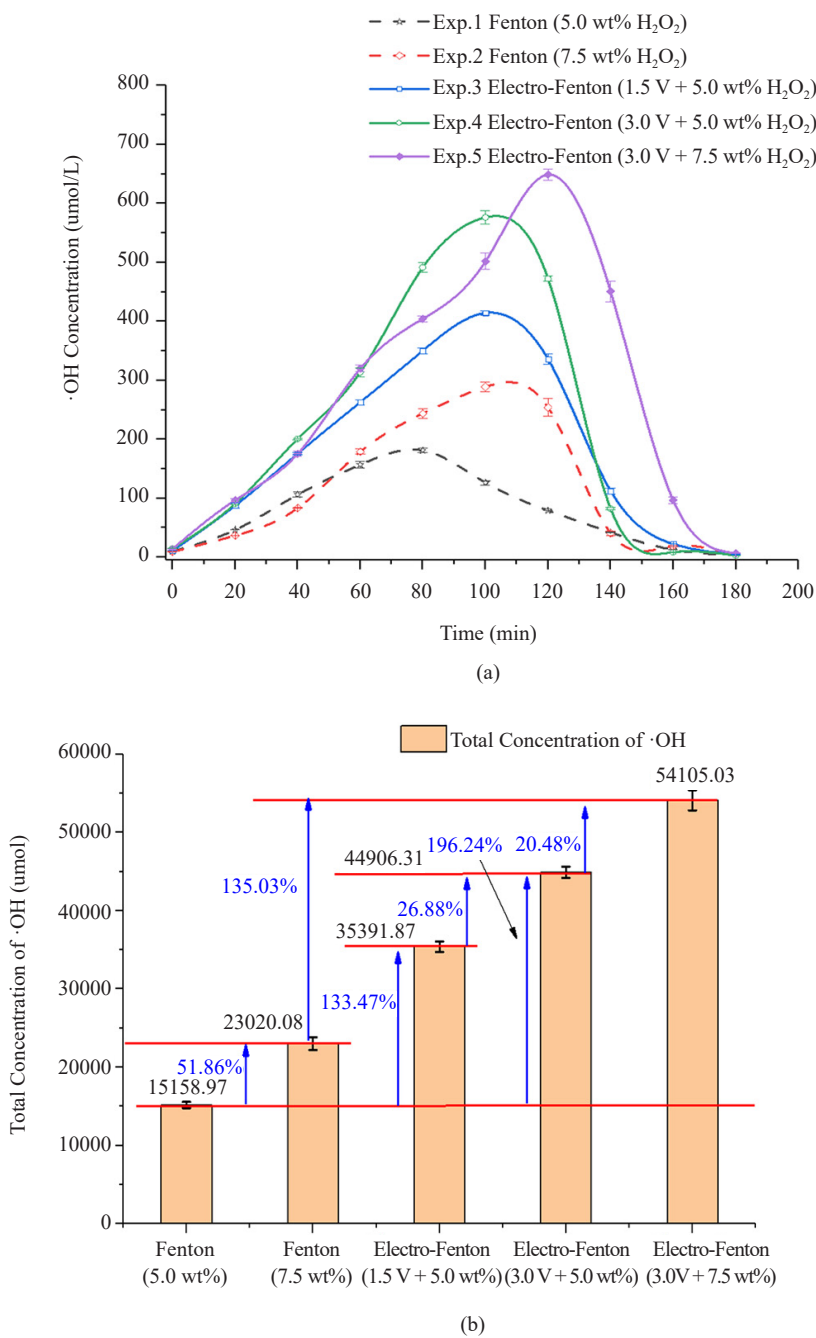 Exp.1 Fenton (5.0 wt% H₂O₂)
Exp.2 Fenton (7.5 wt% H₂O₂)
Exp.3 Electro-Fenton (1.5 V + 5.0 wt% H₂O₂)
Exp.4 Electro-Fenton (3.0 V + 5.0 wt% H₂O₂)
Exp.5 Electro-Fenton (3.0 V + 7.5 wt% H₂O₂)
800
700
600
500
400
300
200
100
0
·OH Concentration (umol/L)
0 20 40 60 80 100 120 140 160 180 200
Time (min)
(a)
Total Concentration of ·OH
60000
50000
40000
30000
20000
10000
0
Total Concentration of ·OH (umol)
54105.03
196.24%
20.48%
44906.31
135.03%
26.88%
35391.87
133.47%
23020.08
51.86%
15158.97
Fenton
(5.0 wt%)
Fenton
(7.5 wt%)
Electro-Fenton
(1.5 V + 5.0 wt%)
Electro-Fenton
(3.0 V + 5.0 wt%)
Electro-Fenton
(3.0V + 7.5 wt%)
(b)